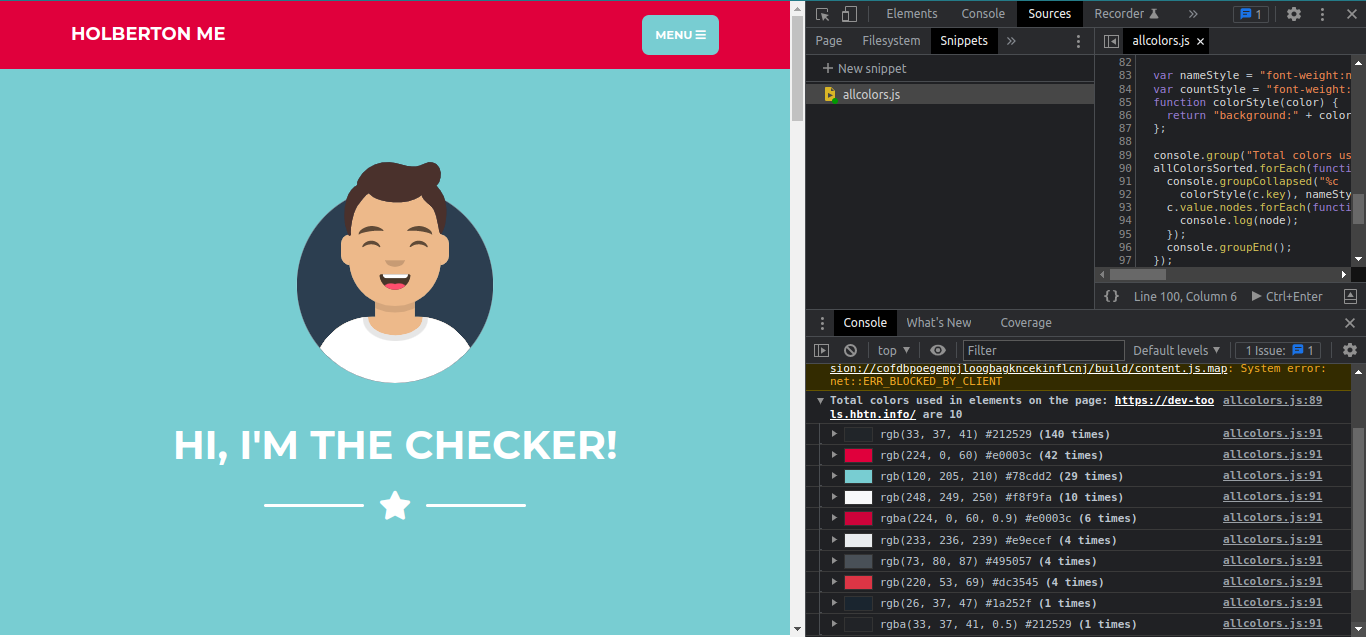 HOLBERTON ME
MENU
HI, I'M THE CHECKER!
Elements Console Sources Recorder » 1
Page Filesystem Snippets »
allcolors.js ×
+ New snippet
allcolors.js
82
83 var nameStyle = "font-weight:n
84 var countStyle = "font-weight:
85 function colorStyle(color) {
86 return "background:" + color
87 };
88
89 console.group("Total colors us
90 allColorsSorted.forEach(functi
91 console.groupCollapsed("%c
92 colorStyle(c.key), nameSty
93 c.value.nodes.forEach(functi
94 console.log(node);
95 });
96 console.groupEnd();
97 });
{} Line 100, Column 6 Ctrl+Enter
Console What's New Coverage
top Filter Default levels 1 Issue: 1
sion://cofdbpoegempjloogbagkncekinflcnj/build/content.js.map: System error:
net::ERR_BLOCKED_BY_CLIENT
Total colors used in elements on the page: https://dev-too allcolors.js:89
ls.hbtn.info/ are 10
rgb(33, 37, 41) #212529 (140 times) allcolors.js:91
rgb(224, 0, 60) #e0003c (42 times) allcolors.js:91
rgb(120, 205, 210) #78cdd2 (29 times) allcolors.js:91
rgb(248, 249, 250) #f8f9fa (10 times) allcolors.js:91
rgba(224, 0, 60, 0.9) #e0003c (6 times) allcolors.js:91
rgb(233, 236, 239) #e9ecef (4 times) allcolors.js:91
rgb(73, 80, 87) #495057 (4 times) allcolors.js:91
rgb(220, 53, 69) #dc3545 (4 times) allcolors.js:91
rgb(26, 37, 47) #1a252f (1 times) allcolors.js:91
rgba(33, 37, 41, 0.5) #212529 (1 times) allcolors.js:91